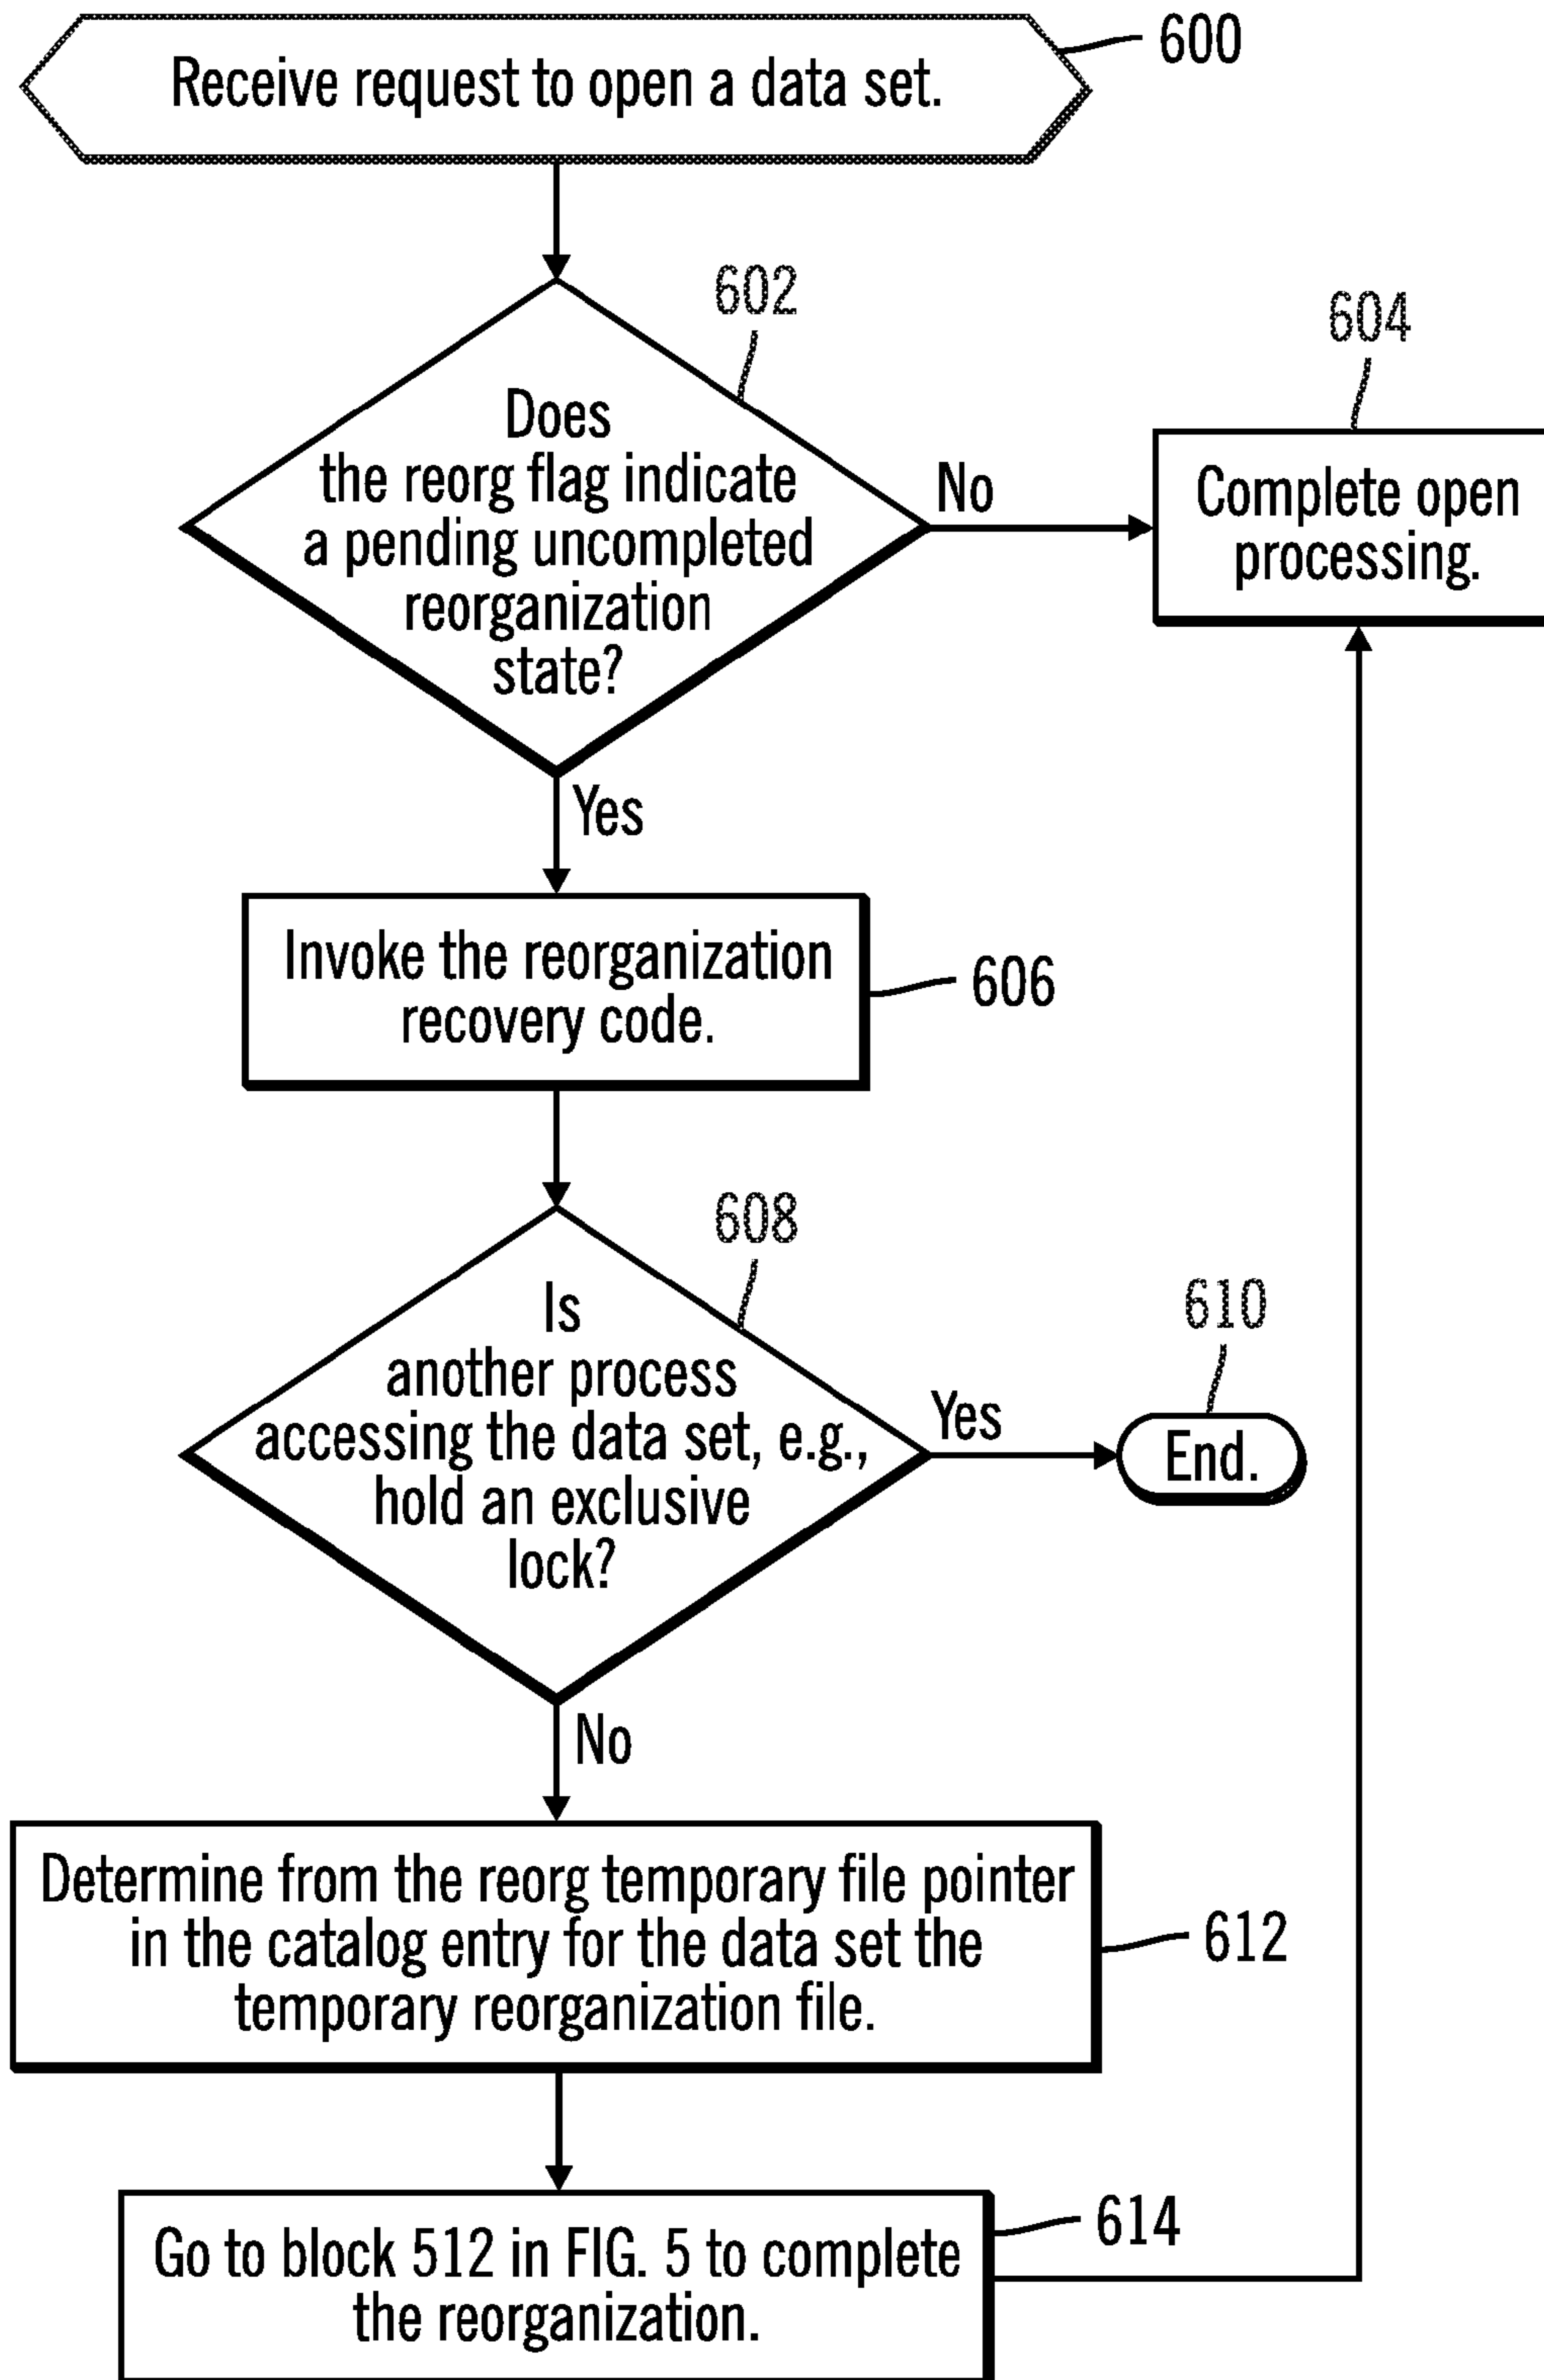 600
Receive request to open a data set.
602
604
Does
the reorg flag indicate
a pending uncompleted
reorganization
state?
No
Complete open
processing.
Yes
Invoke the reorganization
recovery code.
606
608
610
Is
another process
accessing the data set, e.g.,
hold an exclusive
lock?
Yes
End.
No
Determine from the reorg temporary file pointer
in the catalog entry for the data set the
temporary reorganization file.
612
614
Go to block 512 in FIG. 5 to complete
the reorganization.